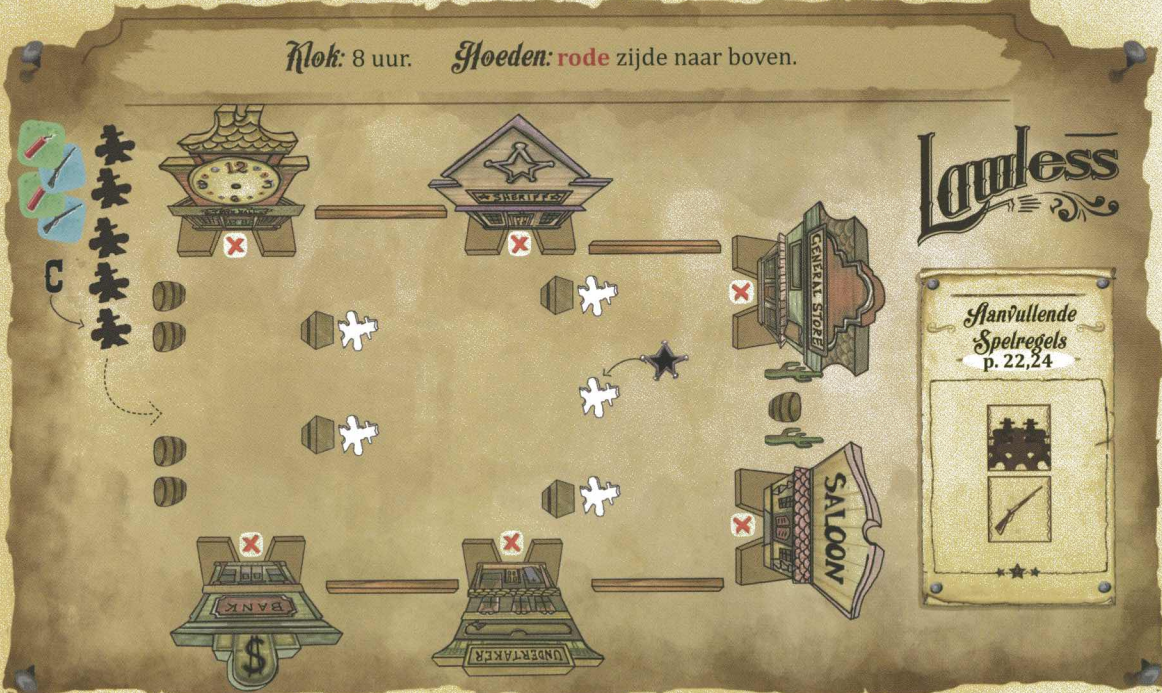 Klok: 8 uur. Hoeden: rode zijde naar boven.
12
SHERIFF
Lawless
C
GENERAL STORE
Aanvullende
Spelregels
p. 22,24
SALOON
BANK
$
UNDERTAKER